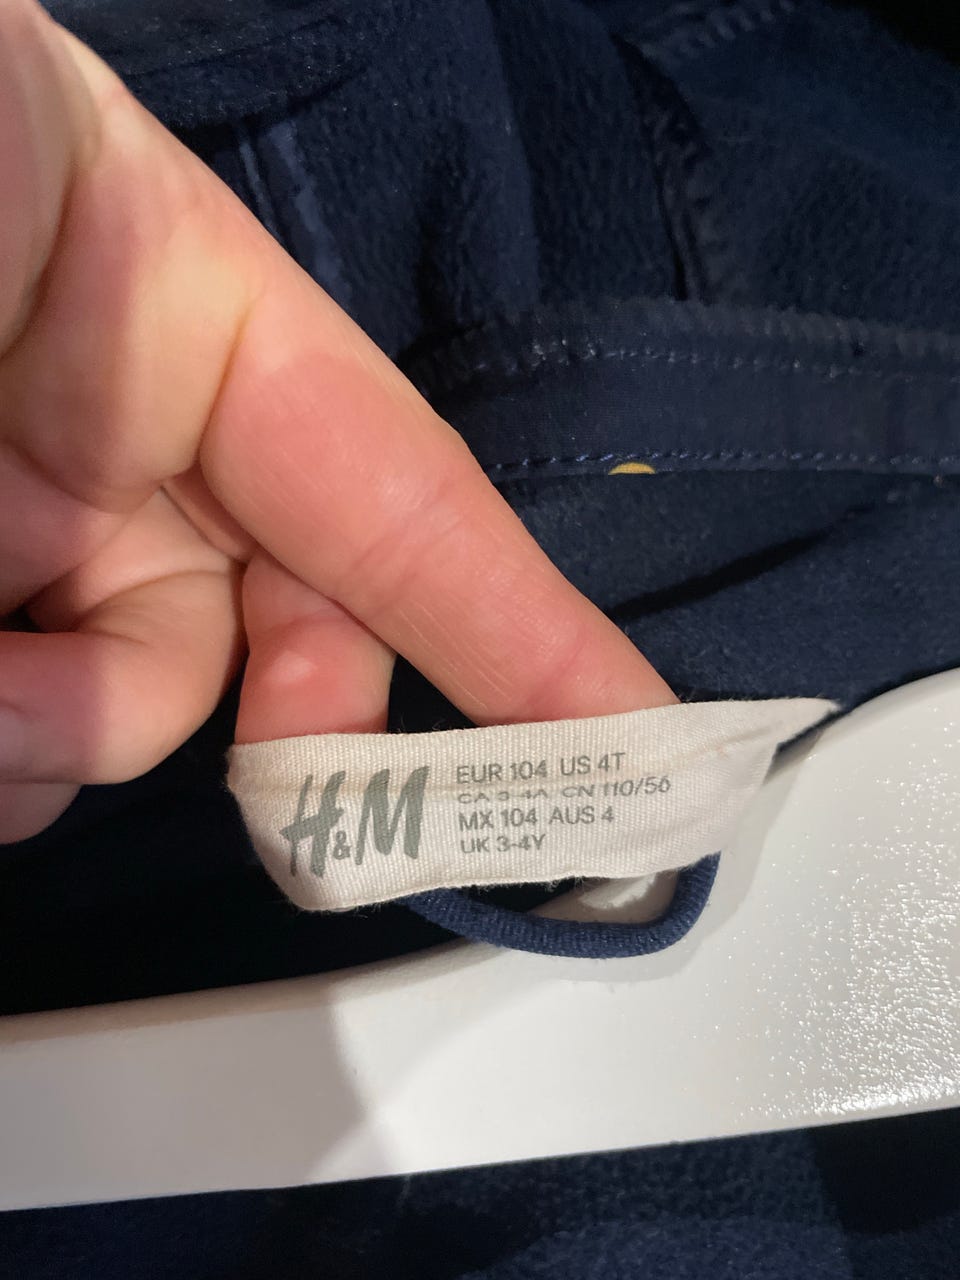 H&M
EUR 104 US 4T
CA 3-4A CN 110/56
MX 104 AUS 4
UK 3-4Y